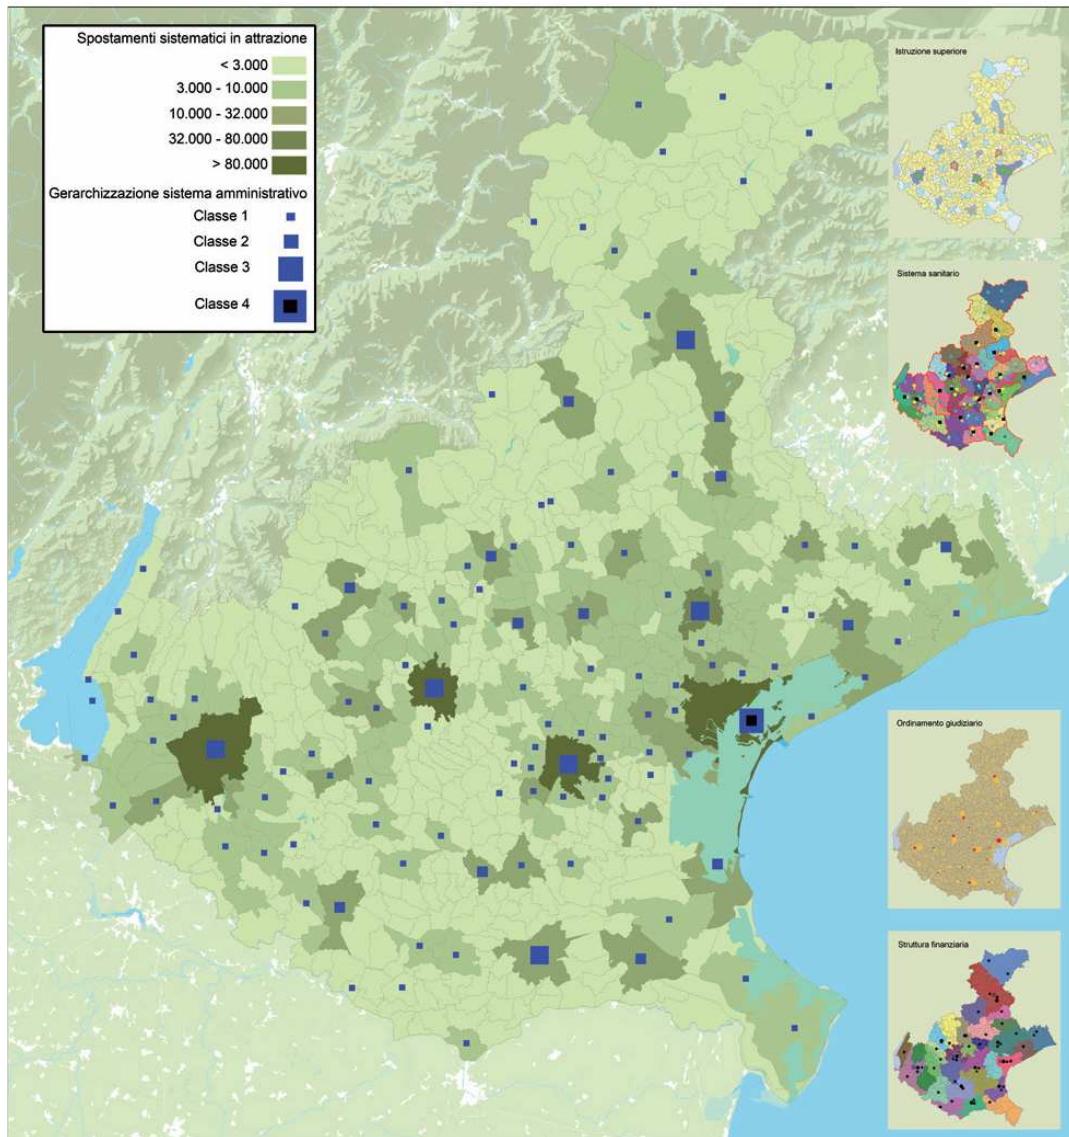 Spostamenti sistematici in attrazione
< 3.000
3.000 - 10.000
10.000 - 32.000
32.000 - 80.000
> 80.000
Gerarchizzazione sistema amministrativo
Classe 1
Classe 2
Classe 3
Classe 4
Istruzione superiore
Sistema sanitario
Ordinamento giudiziario
Struttura finanziaria